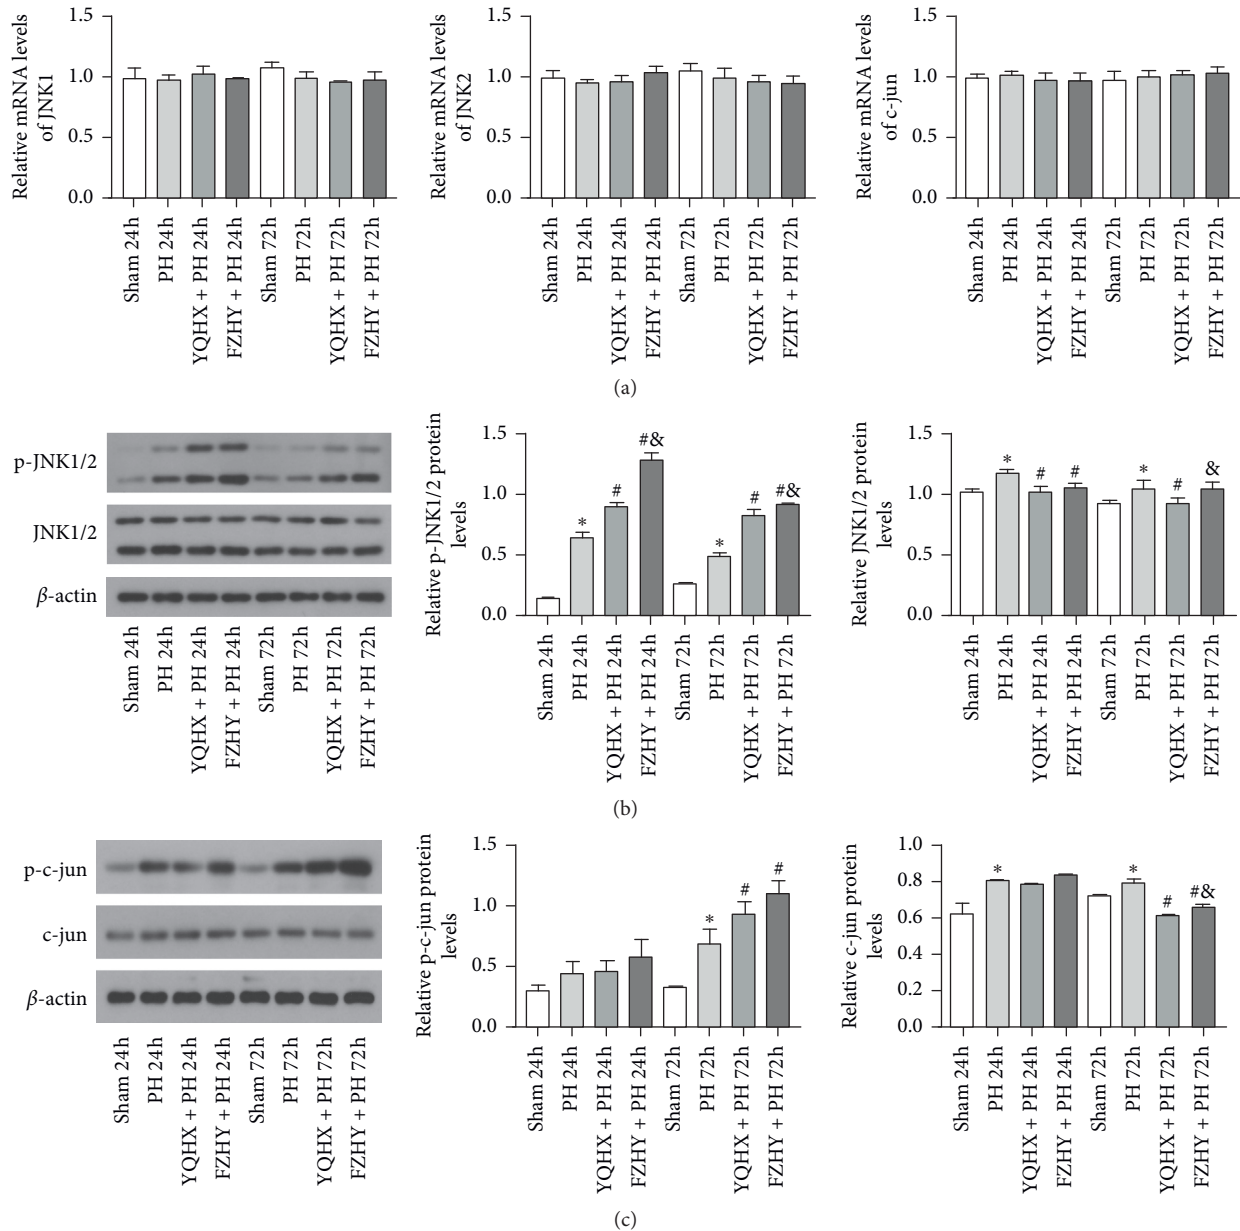 Relative mRNA levels
of JNK1
1.5
1.0
0.5
0.0
Sham 24h
PH 24h
YQHX + PH 24h
FZHY + PH 24h
Sham 72h
PH 72h
YQHX + PH 72h
FZHY + PH 72h
Relative mRNA levels
of JNK2
1.5
1.0
0.5
0.0
Sham 24h
PH 24h
YQHX + PH 24h
FZHY + PH 24h
Sham 72h
PH 72h
YQHX + PH 72h
FZHY + PH 72h
Relative mRNA levels
of c-jun
1.5
1.0
0.5
0.0
Sham 24h
PH 24h
YQHX + PH 24h
FZHY + PH 24h
Sham 72h
PH 72h
YQHX + PH 72h
FZHY + PH 72h
(a)
p-JNK1/2
JNK1/2
β-actin
Sham 24h
PH 24h
YQHX + PH 24h
FZHY + PH 24h
Sham 72h
PH 72h
YQHX + PH 72h
FZHY + PH 72h
Relative p-JNK1/2 protein
levels
1.5
1.0
0.5
0.0
*
#
#&
*
#
#&
Sham 24h
PH 24h
YQHX + PH 24h
FZHY + PH 24h
Sham 72h
PH 72h
YQHX + PH 72h
FZHY + PH 72h
Relative JNK1/2 protein
levels
1.5
1.0
0.5
0.0
*
#
#
*
#
&
Sham 24h
PH 24h
YQHX + PH 24h
FZHY + PH 24h
Sham 72h
PH 72h
YQHX + PH 72h
FZHY + PH 72h
(b)
p-c-jun
c-jun
β-actin
Sham 24h
PH 24h
YQHX + PH 24h
FZHY + PH 24h
Sham 72h
PH 72h
YQHX + PH 72h
FZHY + PH 72h
Relative p-c-jun protein
levels
1.5
1.0
0.5
0.0
*
#
#
Sham 24h
PH 24h
YQHX + PH 24h
FZHY + PH 24h
Sham 72h
PH 72h
YQHX + PH 72h
FZHY + PH 72h
Relative c-jun protein
levels
1.0
0.8
0.6
0.4
0.2
0.0
*
*
#
#&
Sham 24h
PH 24h
YQHX + PH 24h
FZHY + PH 24h
Sham 72h
PH 72h
YQHX + PH 72h
FZHY + PH 72h
(c)